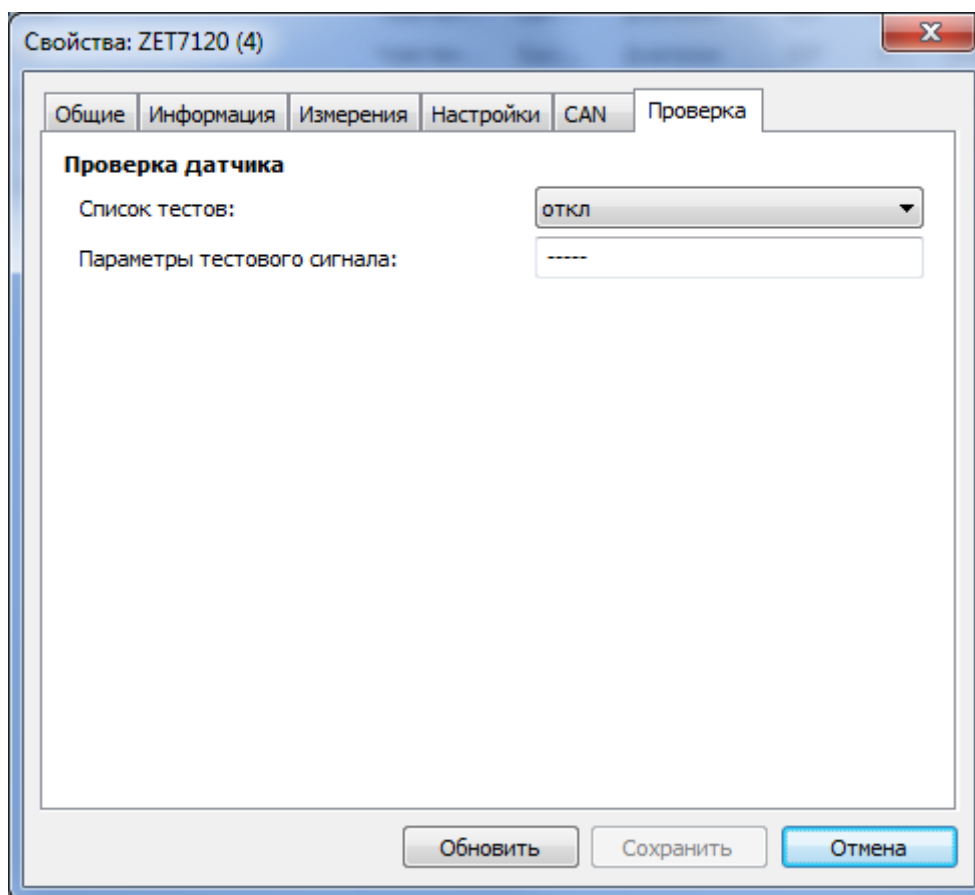 Свойства: ZET7120 (4)
Общие Информация Измерения Настройки CAN Проверка
Проверка датчика
Список тестов: откл
Параметры тестового сигнала: -----
Обновить Сохранить Отмена